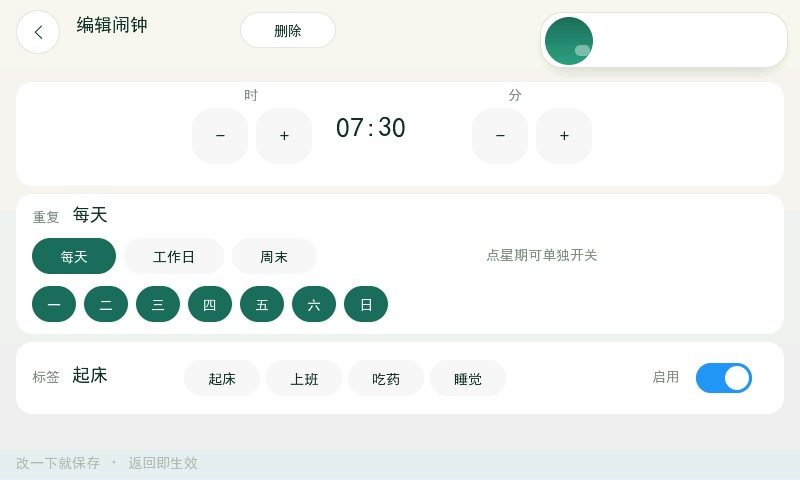 编辑闹钟 删除
时 分
− + 07:30 − +
重复 每天
每天 工作日 周末 点星期可单独开关
一 二 三 四 五 六 日
标签 起床 起床 上班 吃药 睡觉 启用
改一下就保存 · 返回即生效